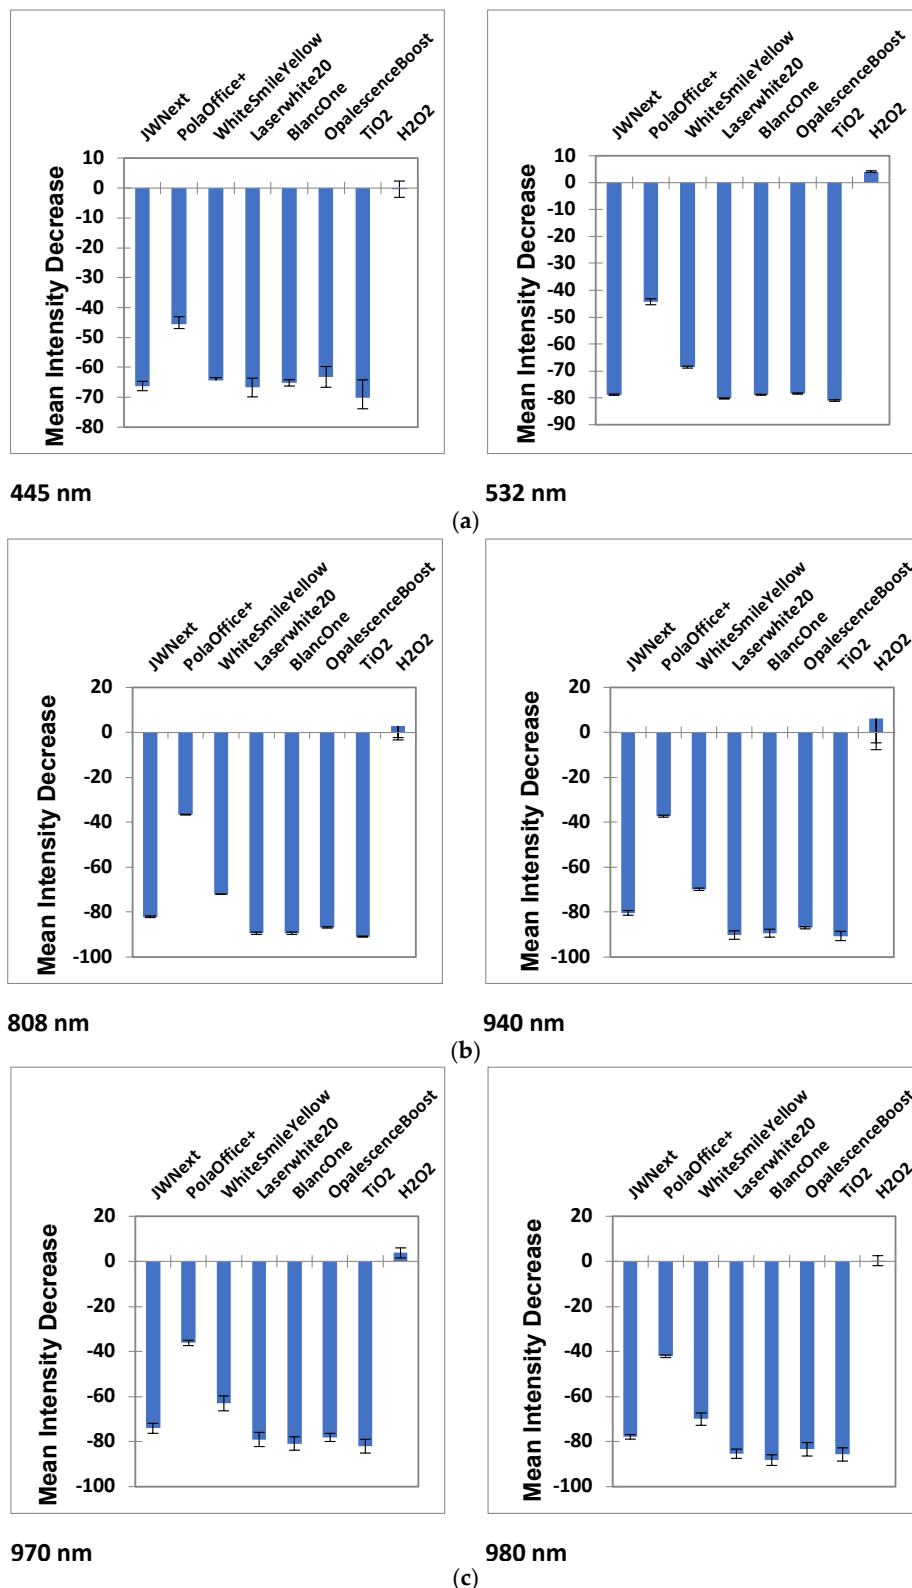 JWNext
PolaOffice+
WhiteSmileYellow
Laserwhite20
BlancOne
OpalescenceBoost
TiO2
H2O2
10
0
-10
-20
-30
-40
-50
-60
-70
-80
Mean Intensity Decrease
445 nm
JWNext
PolaOffice+
WhiteSmileYellow
Laserwhite20
BlancOne
OpalescenceBoost
TiO2
H2O2
10
0
-10
-20
-30
-40
-50
-60
-70
-80
-90
Mean Intensity Decrease
532 nm
(a)
JWNext
PolaOffice+
WhiteSmileYellow
Laserwhite20
BlancOne
OpalescenceBoost
TiO2
H2O2
20
0
-20
-40
-60
-80
-100
Mean Intensity Decrease
808 nm
JWNext
PolaOffice+
WhiteSmileYellow
Laserwhite20
BlancOne
OpalescenceBoost
TiO2
H2O2
20
0
-20
-40
-60
-80
-100
Mean Intensity Decrease
940 nm
(b)
JWNext
PolaOffice+
WhiteSmileYellow
Laserwhite20
BlancOne
OpalescenceBoost
TiO2
H2O2
20
0
-20
-40
-60
-80
-100
Mean Intensity Decrease
970 nm
JWNext
PolaOffice+
WhiteSmileYellow
Laserwhite20
BlancOne
OpalescenceBoost
TiO2
H2O2
20
0
-20
-40
-60
-80
-100
Mean Intensity Decrease
980 nm
(c)